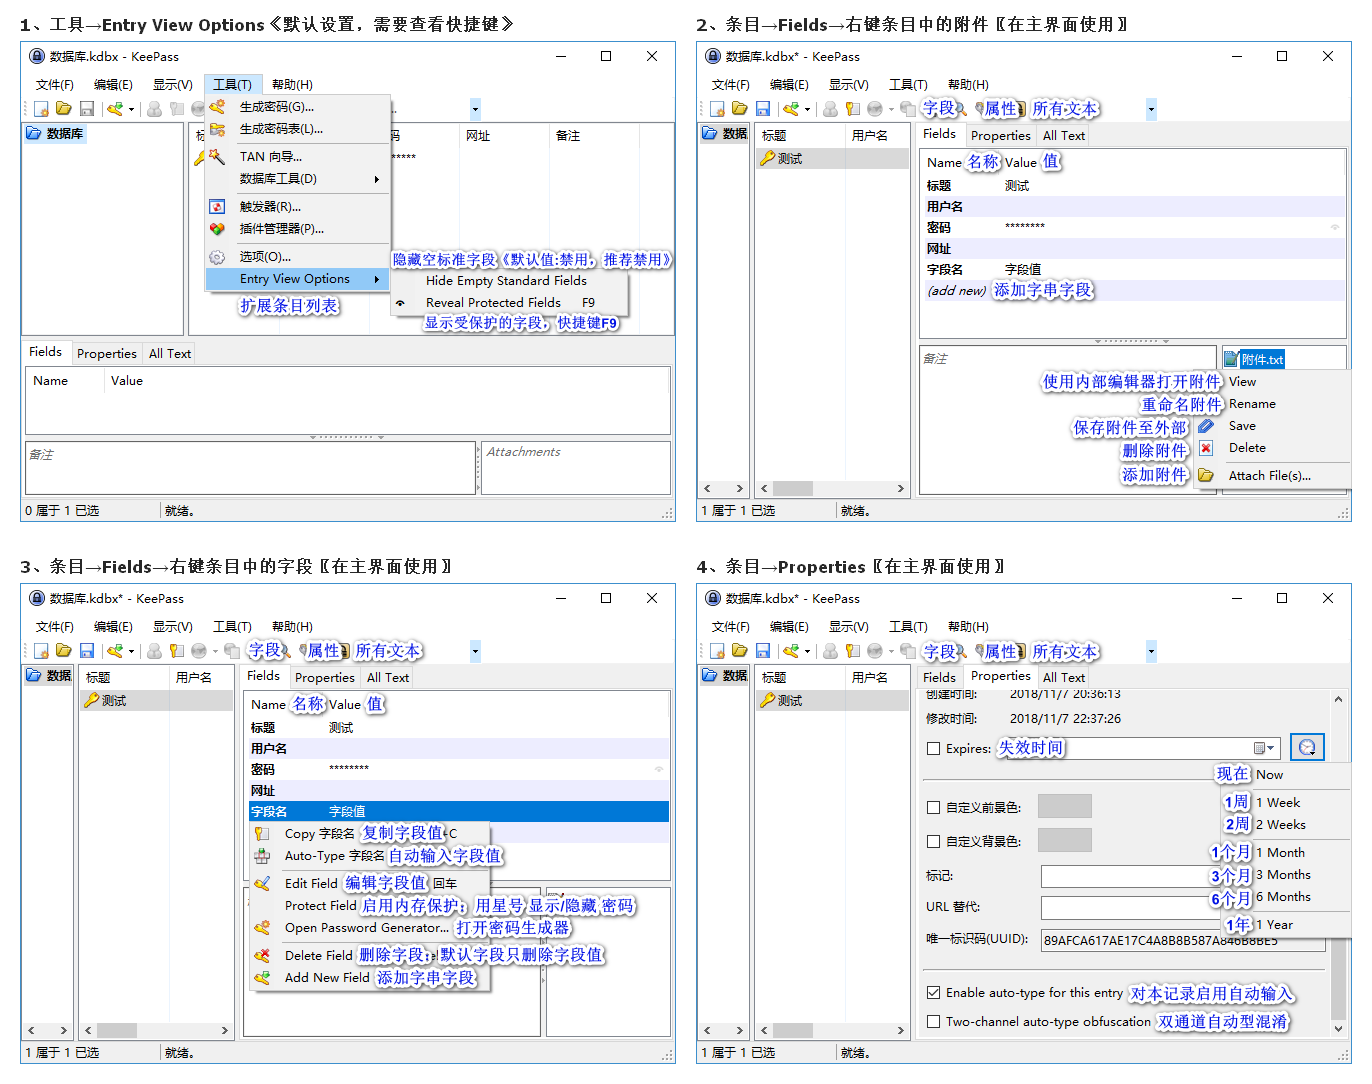 1、工具→Entry View Options《默认设置，需要查看快捷键》
数据库.kdbx - KeePass
文件(F) 编辑(E) 显示(V) 工具(T) 帮助(H)
生成密码(G)...
生成密码表(L)...
TAN 向导...
数据库工具(D)
触发器(R)...
插件管理器(P)...
选项(O)...
Entry View Options
扩展条目列表
数据库
码 网址 备注
*****
隐藏空标准字段《默认值:禁用，推荐禁用》
Hide Empty Standard Fields
Reveal Protected Fields F9
显示受保护的字段，快捷键F9
Fields Properties All Text
Name Value
备注
Attachments
0 属于 1 已选 就绪。
2、条目→Fields→右键条目中的附件〖在主界面使用〗
数据库.kdbx* - KeePass
文件(F) 编辑(E) 显示(V) 工具(T) 帮助(H)
字段 属性 所有文本
数据 标题 用户名 Fields Properties All Text
测试
Name 名称 Value 值
标题 测试
用户名
密码 ********
网址
字段名 字段值
(add new) 添加字串字段
备注
附件.txt
使用内部编辑器打开附件 View
重命名附件 Rename
保存附件至外部 Save
删除附件 Delete
添加附件 Attach File(s)...
1 属于 1 已选 就绪。
3、条目→Fields→右键条目中的字段〖在主界面使用〗
数据库.kdbx* - KeePass
文件(F) 编辑(E) 显示(V) 工具(T) 帮助(H)
字段 属性 所有文本
数据 标题 用户名 Fields Properties All Text
测试
Name 名称 Value 值
标题 测试
用户名
密码 ********
网址
字段名 字段值
Copy 字段名 复制字段值 +C
Auto-Type 字段名 自动输入字段值
Edit Field 编辑字段值 回车
Protect Field 启用内存保护；用星号 显示/隐藏 密码
Open Password Generator... 打开密码生成器
Delete Field 删除字段；默认字段只删除字段值
Add New Field 添加字串字段
1 属于 1 已选 就绪。
4、条目→Properties〖在主界面使用〗
数据库.kdbx* - KeePass
文件(F) 编辑(E) 显示(V) 工具(T) 帮助(H)
字段 属性 所有文本
数据 标题 用户名 Fields Properties All Text
测试
创建时间: 2018/11/7 20:36:13
修改时间: 2018/11/7 22:37:26
Expires: 失效时间
现在 Now
1周 1 Week
2周 2 Weeks
1个月 1 Month
3个月 3 Months
6个月 6 Months
1年 1 Year
自定义前景色:
自定义背景色:
标记:
URL 替代:
唯一标识码(UUID): 89AFCA617AE17C4A8B8B587A846B8BE5
Enable auto-type for this entry 对本记录启用自动输入
Two-channel auto-type obfuscation 双通道自动型混淆
1 属于 1 已选 就绪。